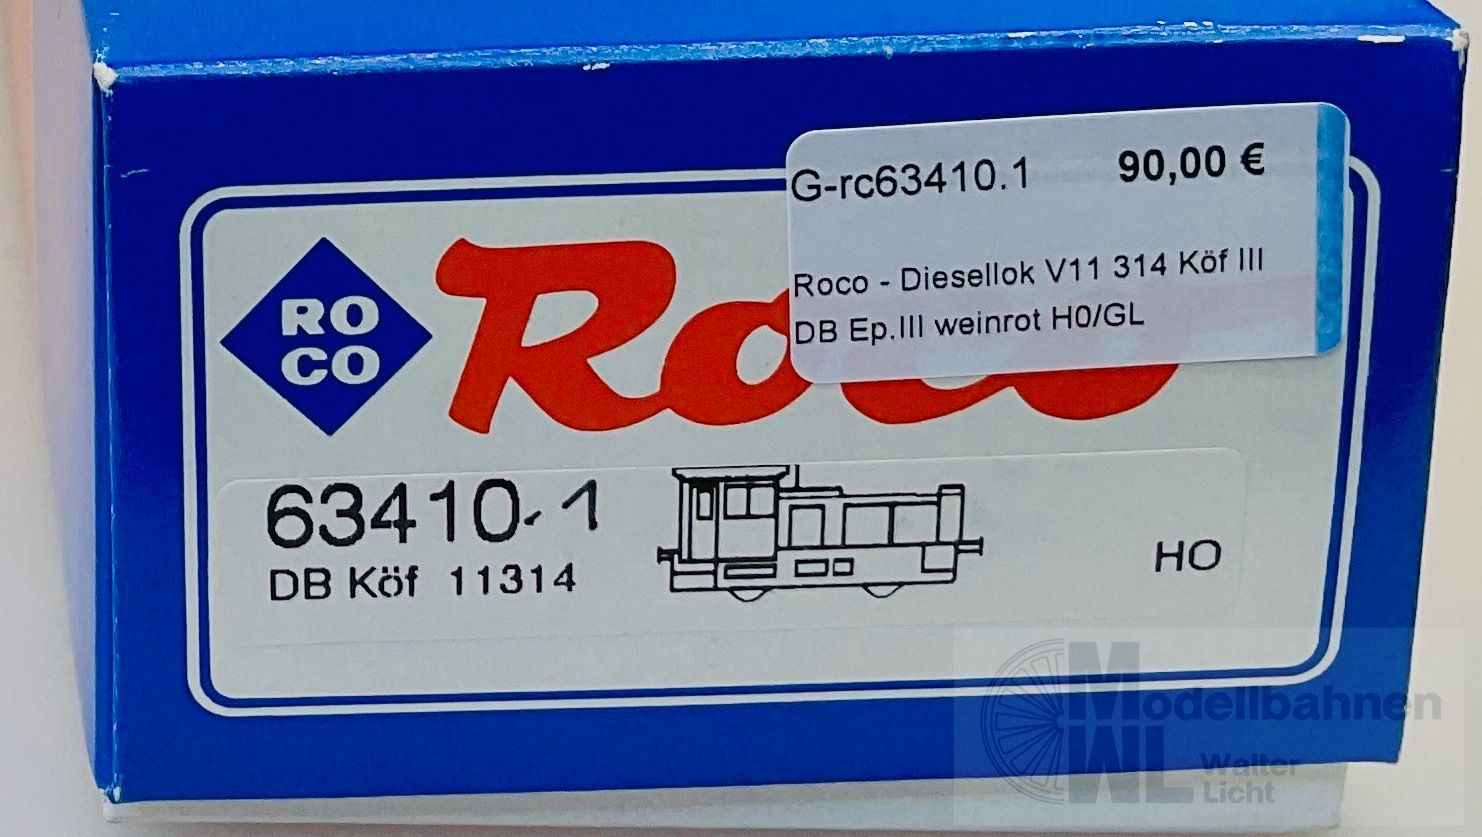 G-rc63410.1 90,00 €
Roco - Diesellok V11 314 Köf III
DB Ep.III weinrot H0/GL
RO
CO
Roco
63410.1
DB Köf 11314
HO
Modellbahnen
WL
Walter
Licht